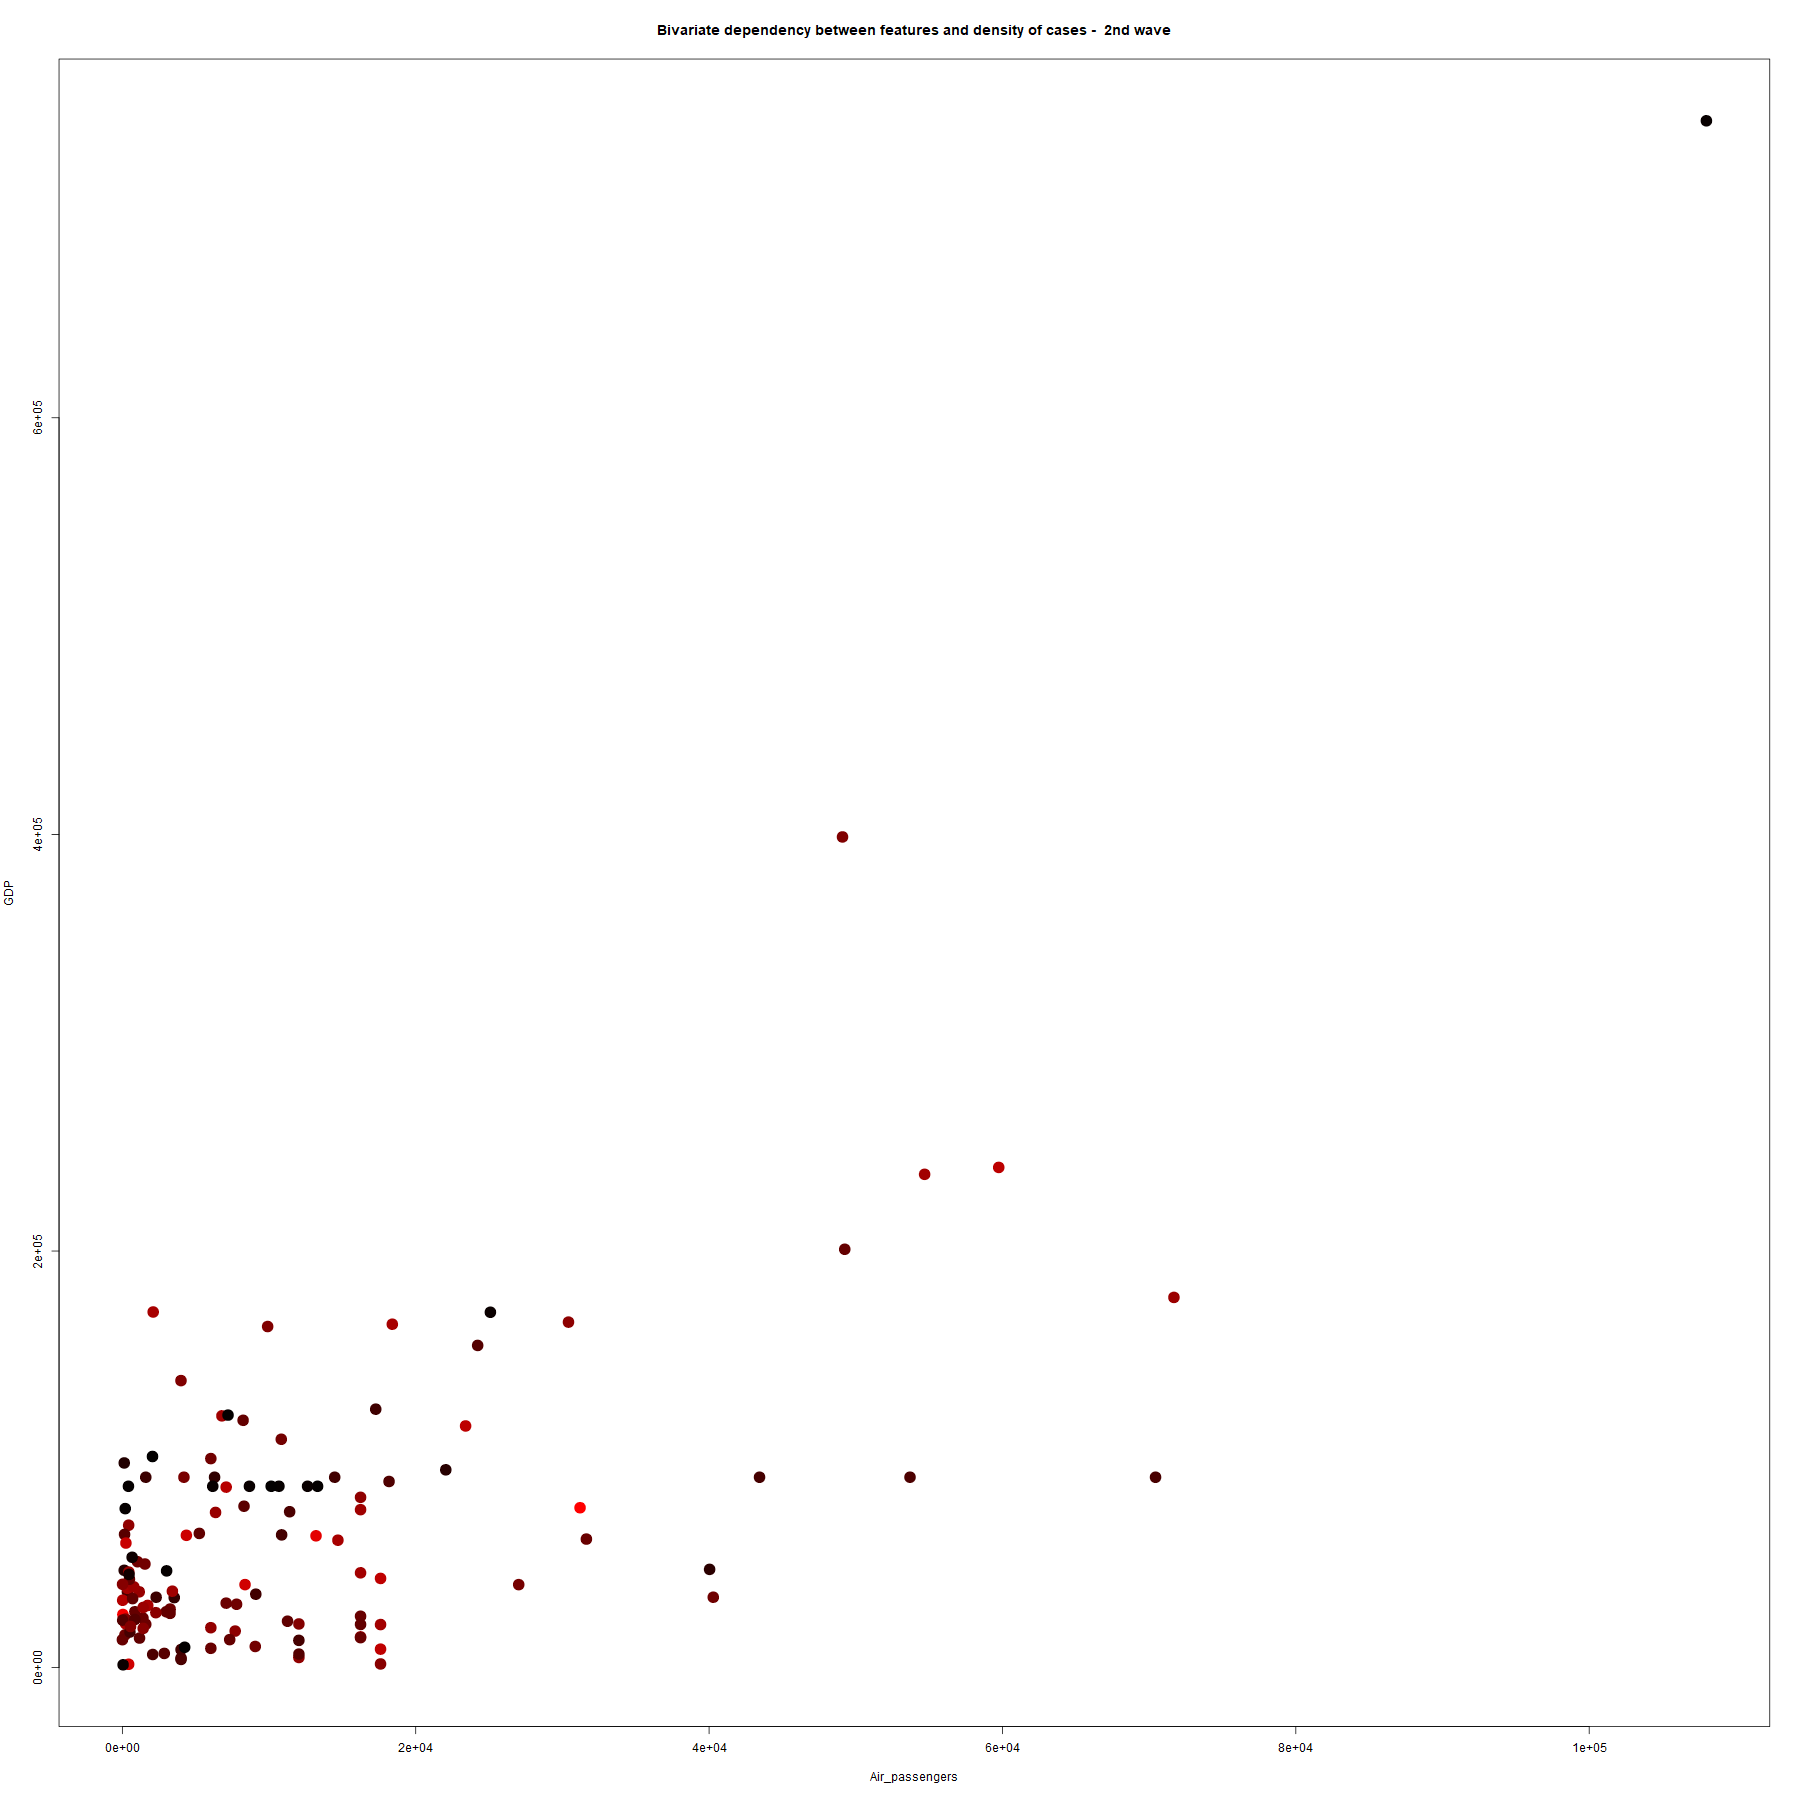 Bivariate dependency between features and density of cases -  2nd wave
6e+05
4e+05
GDP
2e+05
0e+00
0e+00 2e+04 4e+04 6e+04 8e+04 1e+05
Air_passengers